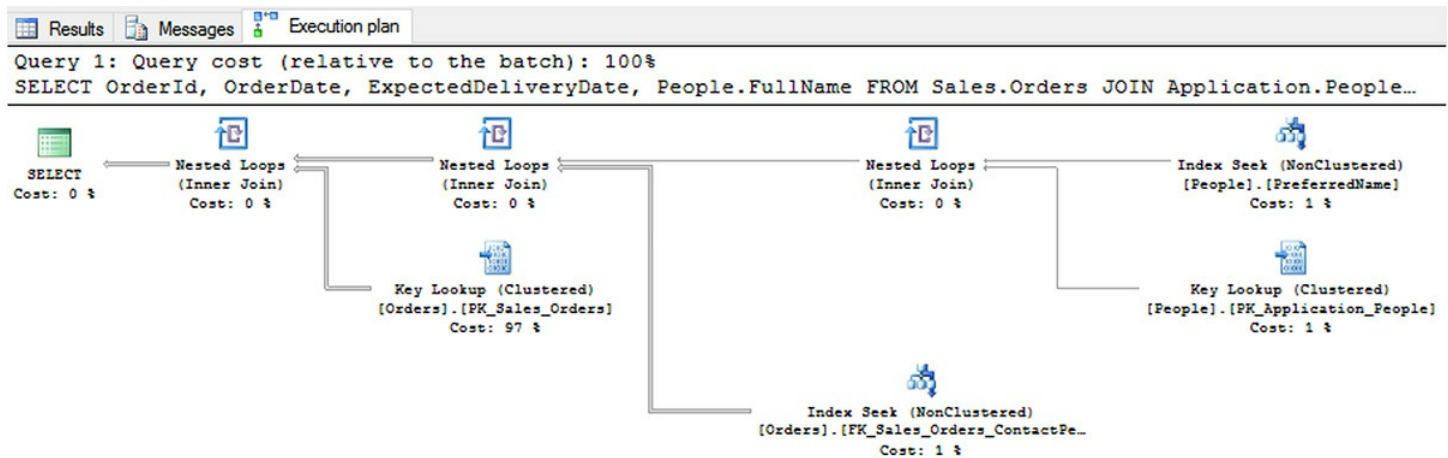 Results Messages Execution plan
Query 1: Query cost (relative to the batch): 100%
SELECT OrderId, OrderDate, ExpectedDeliveryDate, People.FullName FROM Sales.Orders JOIN Application.People…
SELECT
Cost: 0 %
Nested Loops
(Inner Join)
Cost: 0 %
Nested Loops
(Inner Join)
Cost: 0 %
Nested Loops
(Inner Join)
Cost: 0 %
Index Seek (NonClustered)
[People].[PreferredName]
Cost: 1 %
Key Lookup (Clustered)
[Orders].[PK_Sales_Orders]
Cost: 97 %
Key Lookup (Clustered)
[People].[PK_Application_People]
Cost: 1 %
Index Seek (NonClustered)
[Orders].[FK_Sales_Orders_ContactPe…
Cost: 1 %